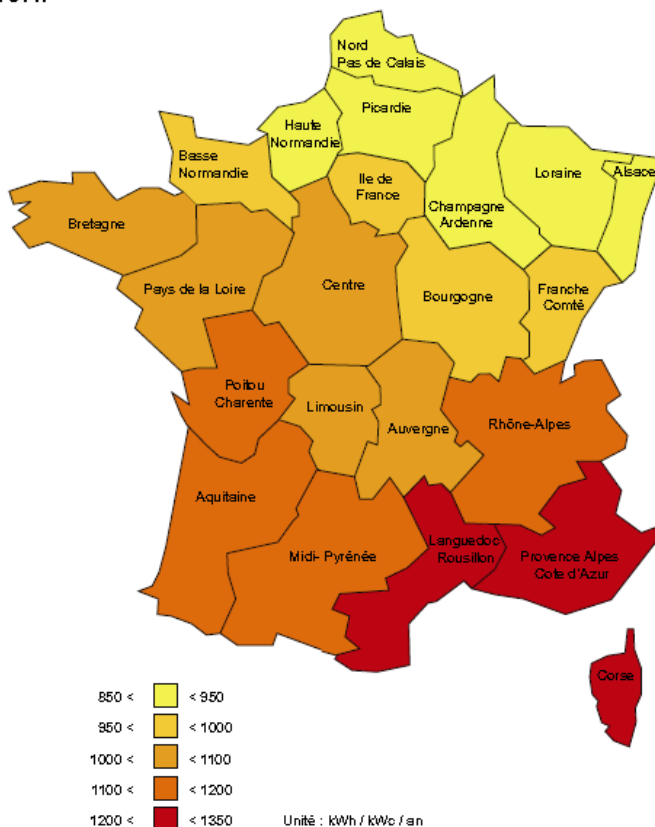 Nord
Pas de Calais
Picardie
Haute
Normandie
Basse
Normandie
Ile de
France
Champagne
Ardenne
Lorraine
Alsace
Bretagne
Pays de la Loire
Centre
Bourgogne
Franche
Comté
Poitou
Charente
Limousin
Auvergne
Rhône-Alpes
Aquitaine
Midi- Pyrénée
Languedoc
Rousillon
Provence Alpes
Cote d'Azur
Corse
850 < < 950
950 < < 1000
1000 < < 1100
1100 < < 1200
1200 < < 1350
Unité : kWh / kWc / an